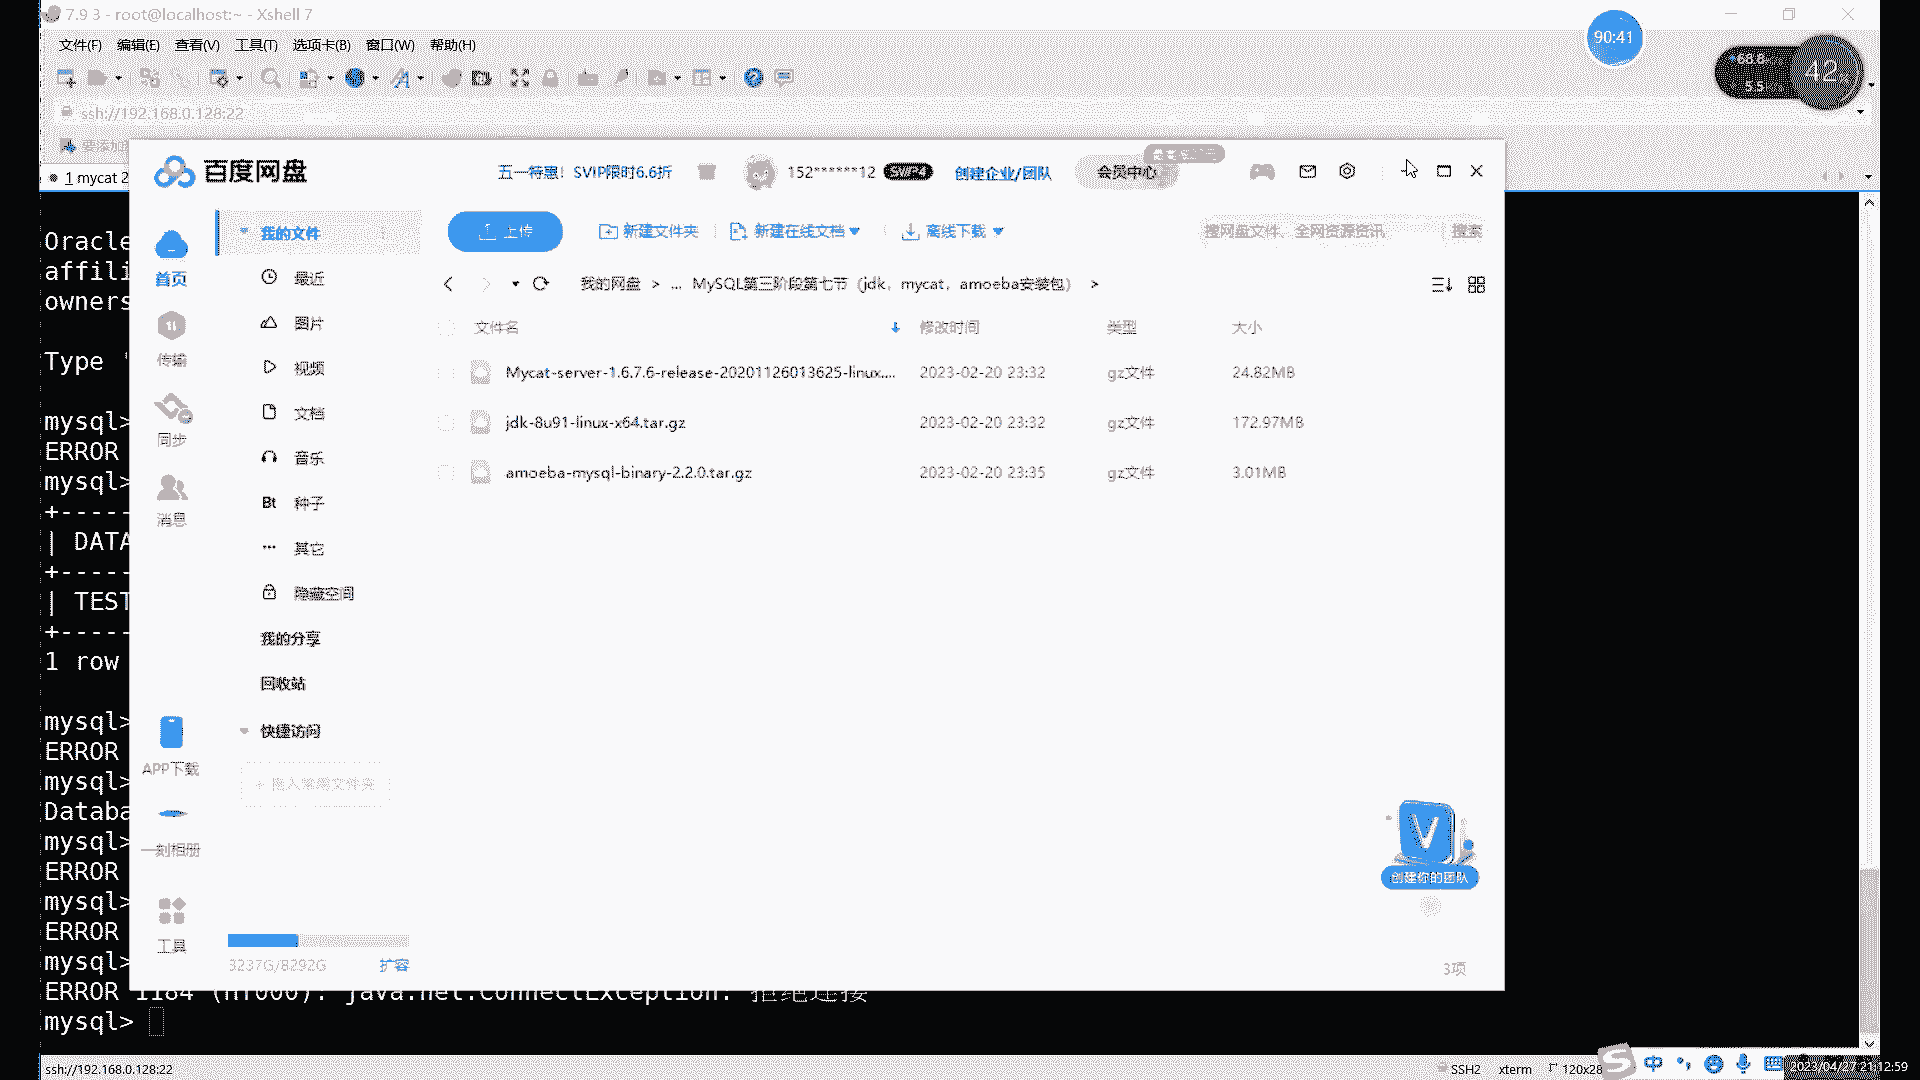 7.9 3 - root@localhost:~ - Xshell 7
文件(F) 编辑(E) 查看(V) 工具(T) 选项卡(B) 窗口(W) 帮助(H)
90:41
68.8
5.5
42
ssh://192.168.0.128:22
要添加
1 mycat 2
百度网盘
五一特惠！SVIP限时6.6折
152******12
SVIP4
创建企业/团队
会员中心
首页
传输
同步
消息
APP下载
一刻相册
工具
我的文件
最近
图片
视频
文档
音乐
Bt 种子
其它
隐藏空间
我的分享
回收站
快捷访问
+ 拖入常用文件夹
3237G/8292G 扩容
上传 新建文件夹 新建在线文档 离线下载
搜网盘文件、全网资源资讯 搜索
我的网盘 > ... MySQL第三阶段第七节（jdk，mycat，amoeba安装包） >
文件名 修改时间 类型 大小
Mycat-server-1.6.7.6-release-20201126013625-linux.... 2023-02-20 23:32 gz文件 24.82MB
jdk-8u91-linux-x64.tar.gz 2023-02-20 23:32 gz文件 172.97MB
amoeba-mysql-binary-2.2.0.tar.gz 2023-02-20 23:35 gz文件 3.01MB
创建你的团队
3项
Oracle
affili
owners
Type '
mysql>
ERROR
mysql>
+-----
| DATA
+-----
| TEST
+-----
1 row
mysql>
ERROR
mysql>
Databa
mysql>
ERROR
mysql>
ERROR
mysql>
ERROR 1184 (HY000): java.net.ConnectException: 拒绝连接
mysql>
ssh://192.168.0.128:22
SSH2 xterm 120x28
中
2023/04/27 21:12:59